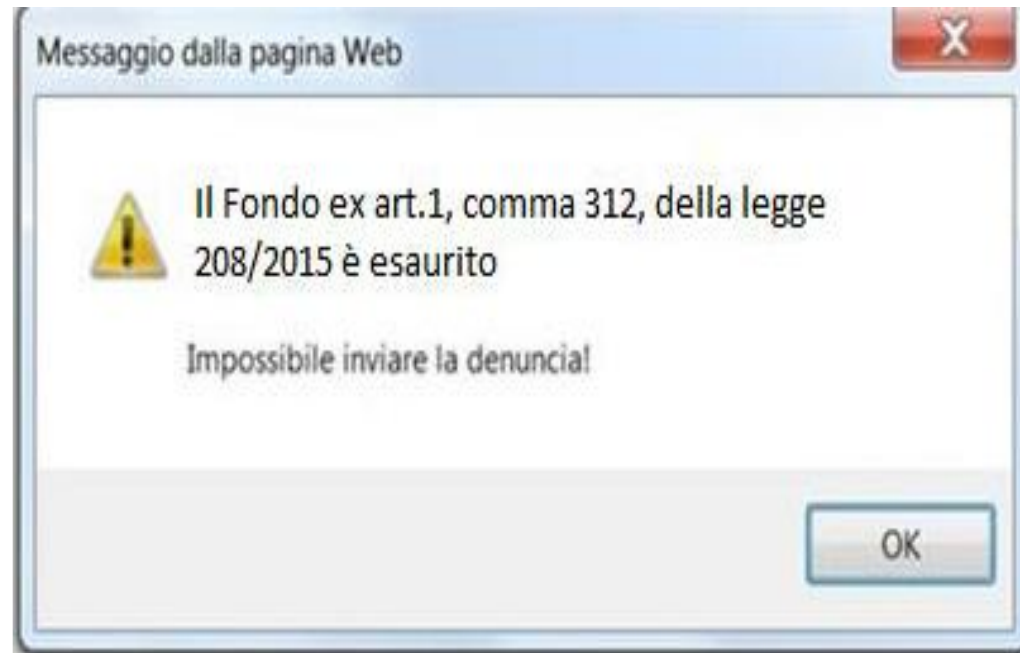 Messaggio dalla pagina Web
X
Il Fondo ex art.1, comma 312, della legge
208/2015 è esaurito
Impossibile inviare la denuncia!
OK